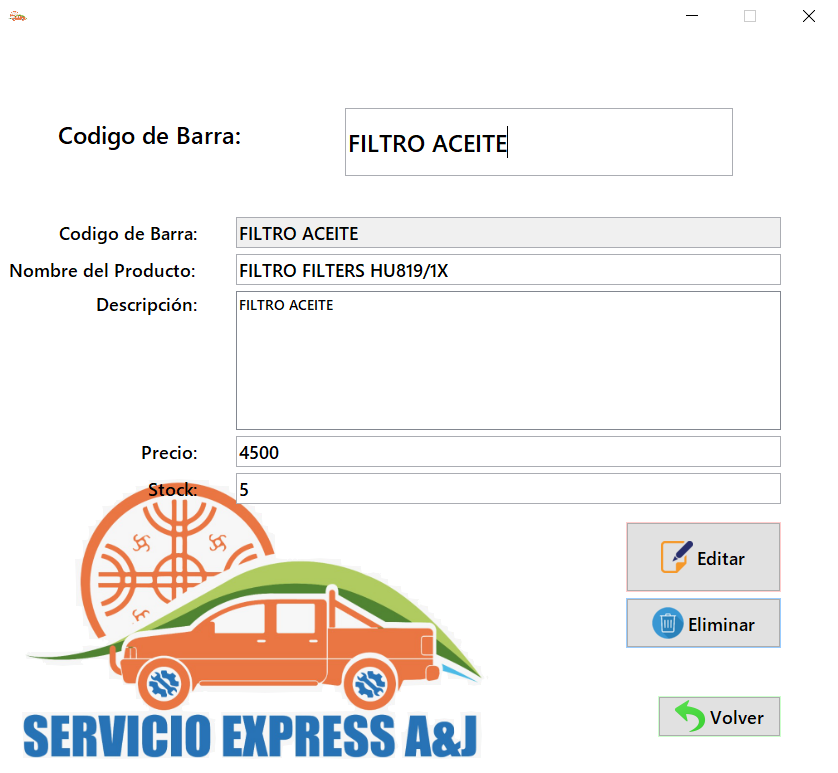 Codigo de Barra:
FILTRO ACEITE
Codigo de Barra:
FILTRO ACEITE
Nombre del Producto:
FILTRO FILTERS HU819/1X
Descripción:
FILTRO ACEITE
Precio:
4500
Stock:
5
Editar
Eliminar
Volver
SERVICIO EXPRESS A&J